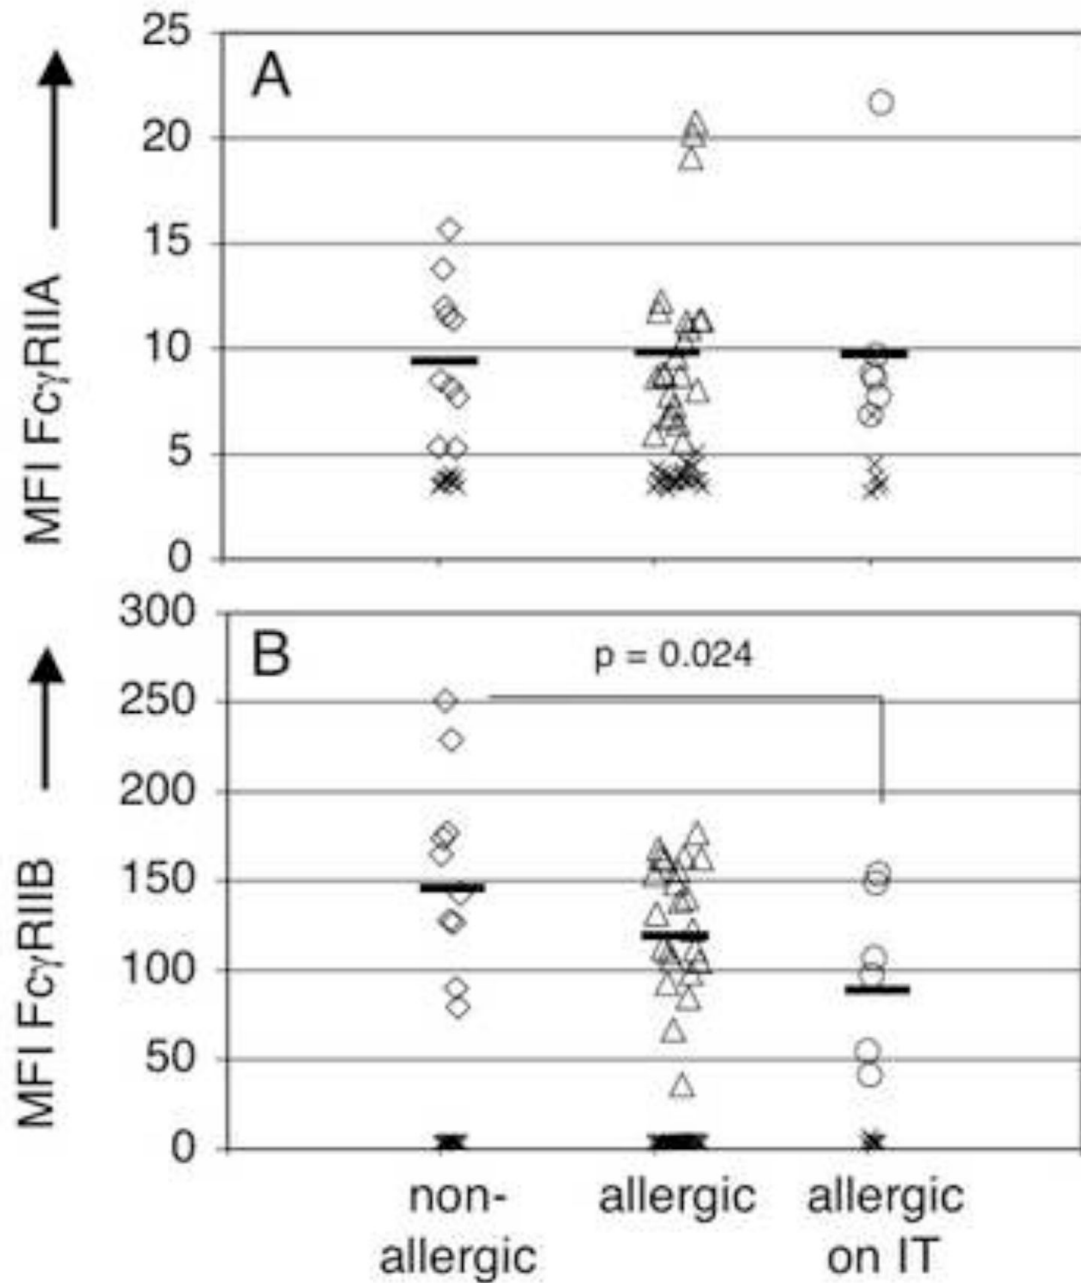 25
A
20
15
10
5
0
MFI FcγRIIA
300
B
p = 0.024
250
200
150
100
50
0
MFI FcγRIIB
non-
allergic
allergic
allergic
on IT